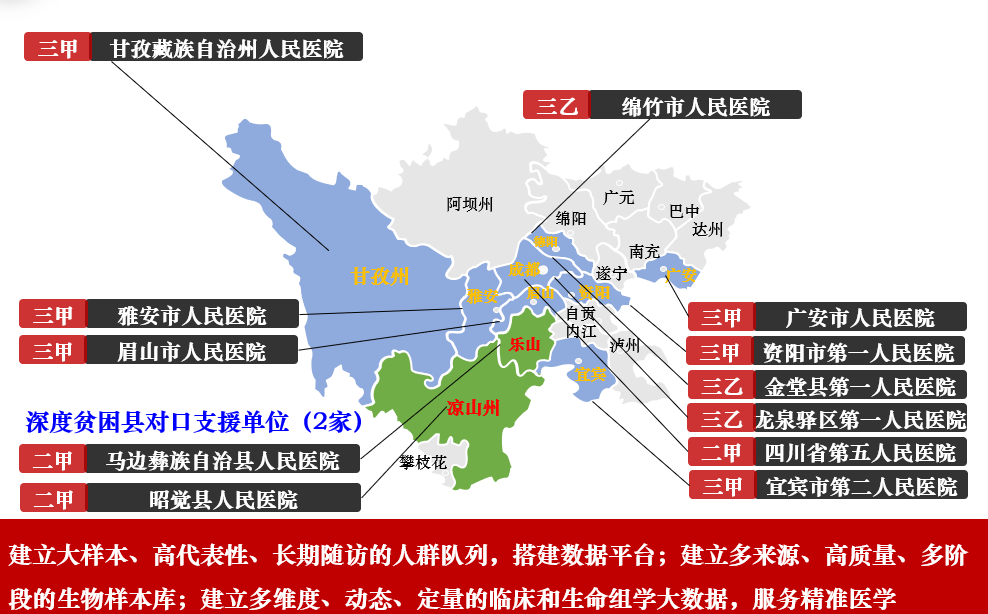 三甲 甘孜藏族自治州人民医院
三乙 绵竹市人民医院
阿坝州
广元
绵阳
巴中
达州
德阳
南充
甘孜州
成都
遂宁
广安
雅安
眉山
资阳
三甲 雅安市人民医院
自贡
内江
三甲 广安市人民医院
三甲 眉山市人民医院
乐山
泸州
三甲 资阳市第一人民医院
宜宾
三乙 金堂县第一人民医院
凉山州
深度贫困县对口支援单位（2家）
三乙 龙泉驿区第一人民医院
二甲 马边彝族自治县人民医院
攀枝花
二甲 四川省第五人民医院
二甲 昭觉县人民医院
三甲 宜宾市第二人民医院
建立大样本、高代表性、长期随访的人群队列，搭建数据平台；建立多来源、高质量、多阶
段的生物样本库；建立多维度、动态、定量的临床和生命组学大数据，服务精准医学